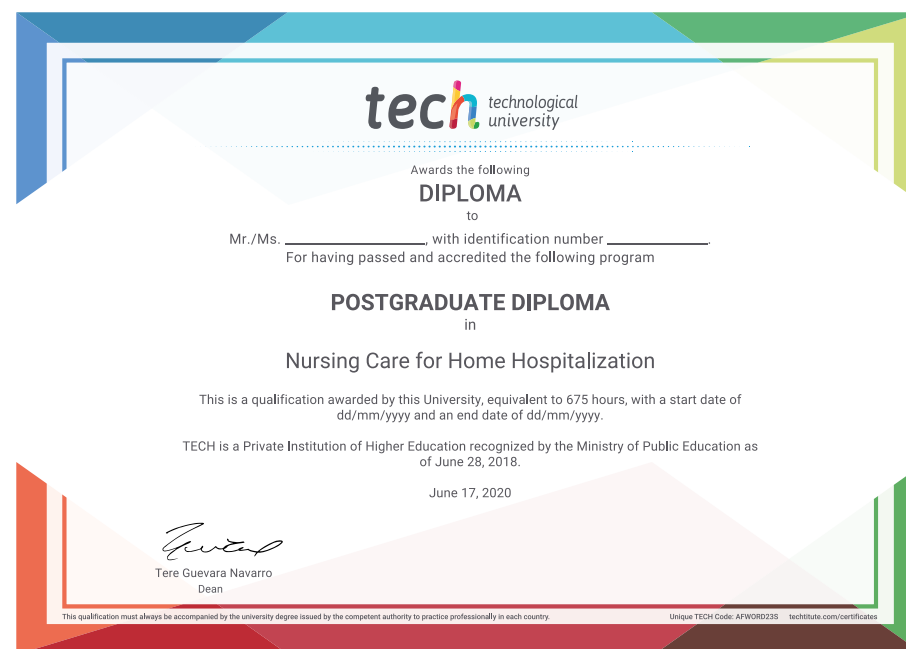 tech technological
university
Awards the following
DIPLOMA
to
Mr./Ms. ____________, with identification number ____________.
For having passed and accredited the following program
POSTGRADUATE DIPLOMA
in
Nursing Care for Home Hospitalization
This is a qualification awarded by this University, equivalent to 675 hours, with a start date of
dd/mm/yyyy and an end date of dd/mm/yyyy.
TECH is a Private Institution of Higher Education recognized by the Ministry of Public Education as
of June 28, 2018.
June 17, 2020
Tere Guevara Navarro
Dean
This qualification must always be accompanied by the university degree issued by the competent authority to practice professionally in each country. Unique TECH Code: AFWORD23S techtitute.com/certificates